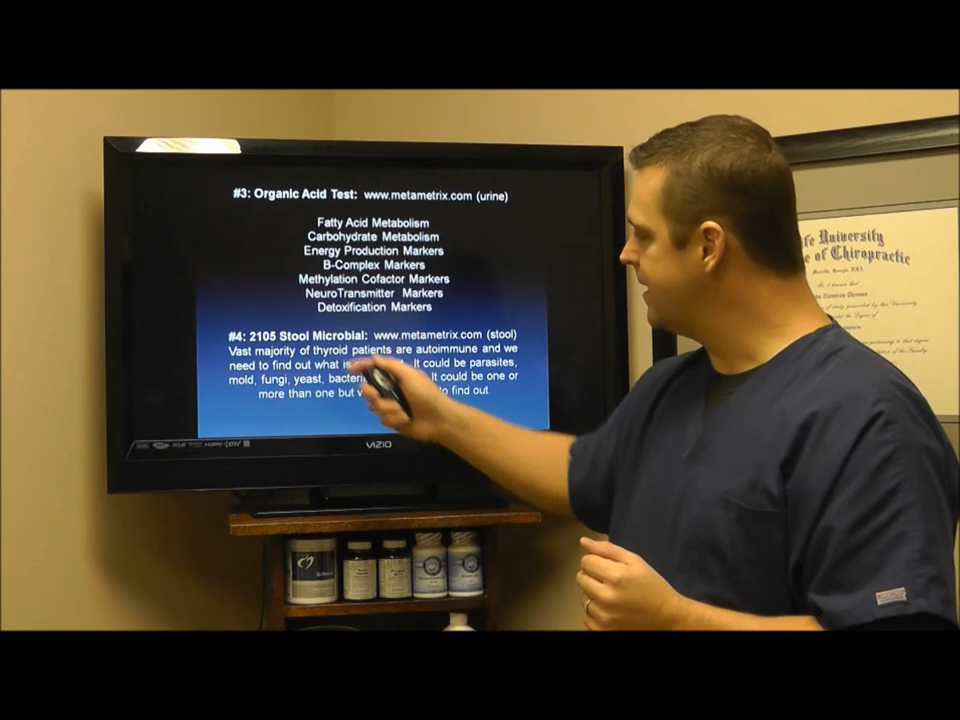 #3: Organic Acid Test: www.metametrix.com (urine)
Fatty Acid Metabolism
Carbohydrate Metabolism
Energy Production Markers
B-Complex Markers
Methylation Cofactor Markers
NeuroTransmitter Markers
Detoxification Markers
#4: 2105 Stool Microbial: www.metametrix.com (stool)
Vast majority of thyroid patients are autoimmune and we
need to find out what is It could be parasites,
mold, fungi, yeast, It could be one or
more than one but to find out.
VIZIO
University
of Chiropractic